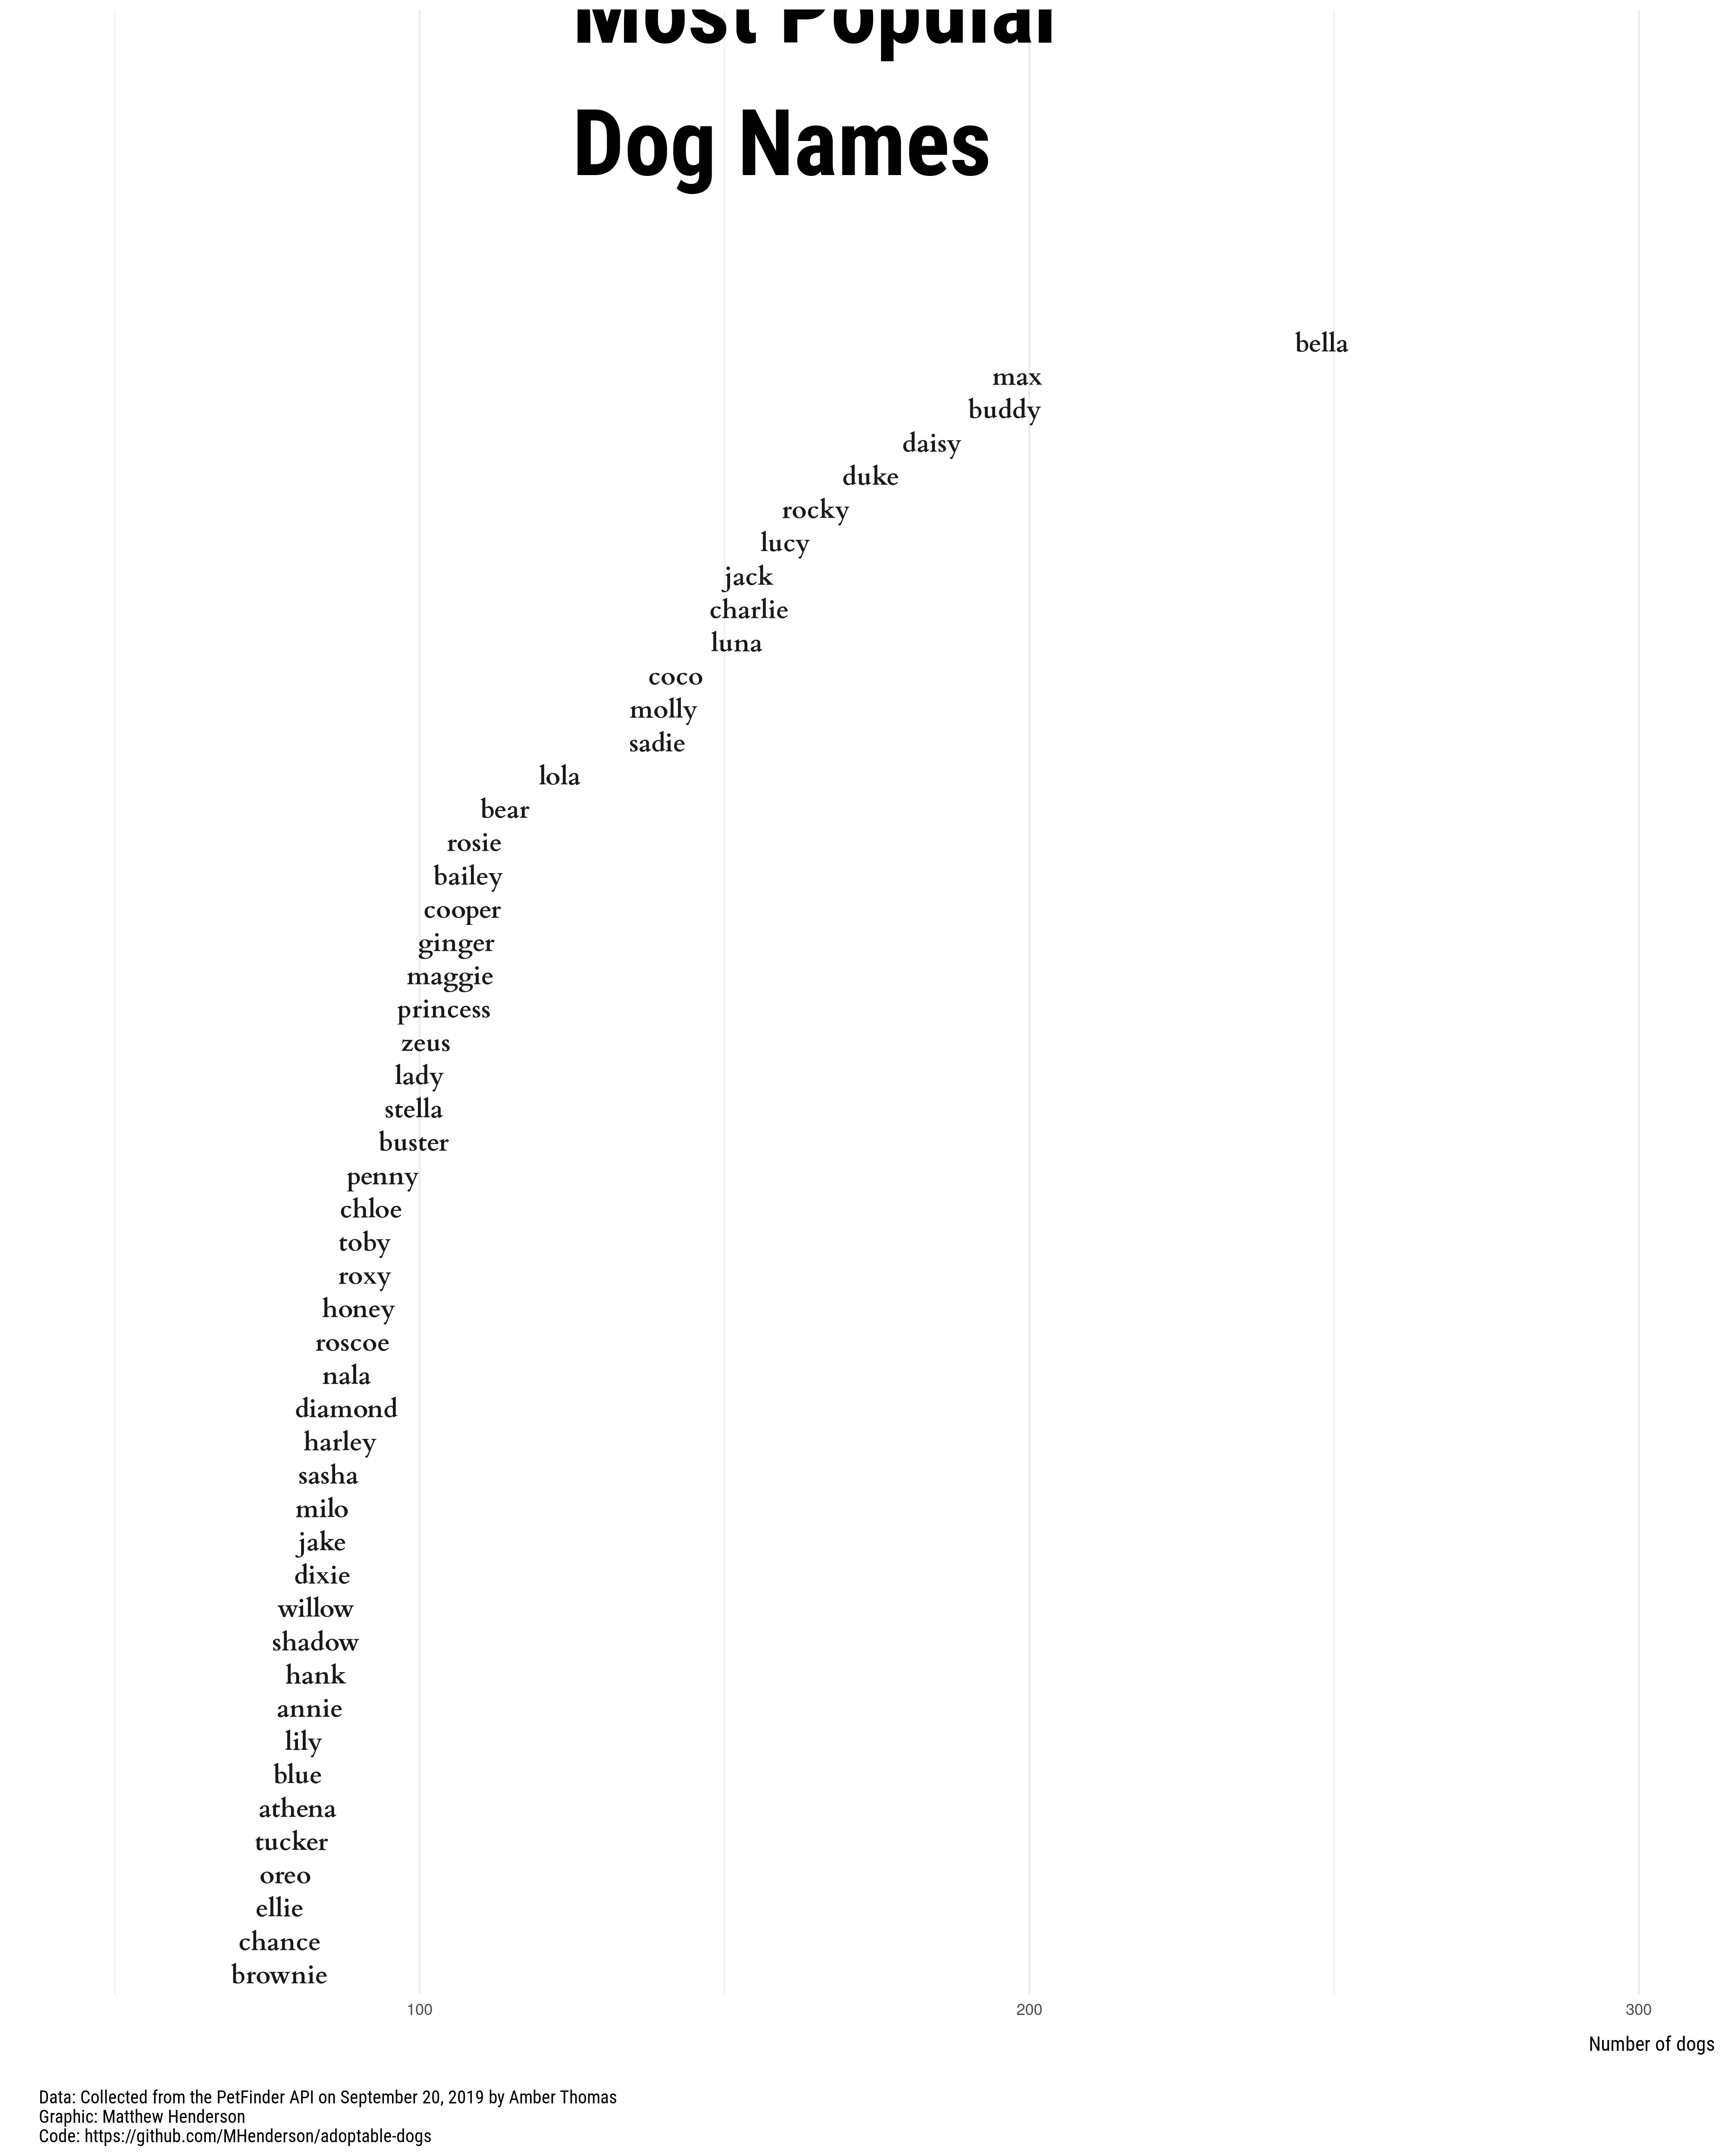 Most Popular
Dog Names
bella
max
buddy
daisy
duke
rocky
lucy
jack
charlie
luna
coco
molly
sadie
lola
bear
rosie
bailey
cooper
ginger
maggie
princess
zeus
lady
stella
buster
penny
chloe
toby
roxy
honey
roscoe
nala
diamond
harley
sasha
milo
jake
dixie
willow
shadow
hank
annie
lily
blue
athena
tucker
oreo
ellie
chance
brownie
100 200 300
Number of dogs
Data: Collected from the PetFinder API on September 20, 2019 by Amber Thomas
Graphic: Matthew Henderson
Code: https://github.com/MHenderson/adoptable-dogs